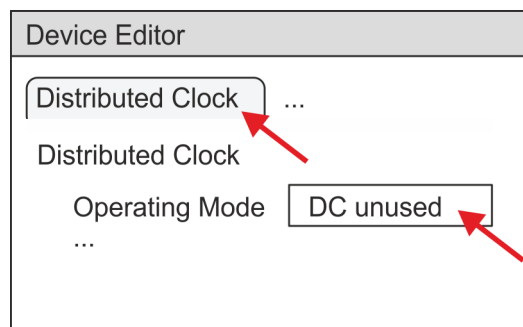 Device Editor
Distributed Clock ...
Distributed Clock
Operating Mode DC unused
...